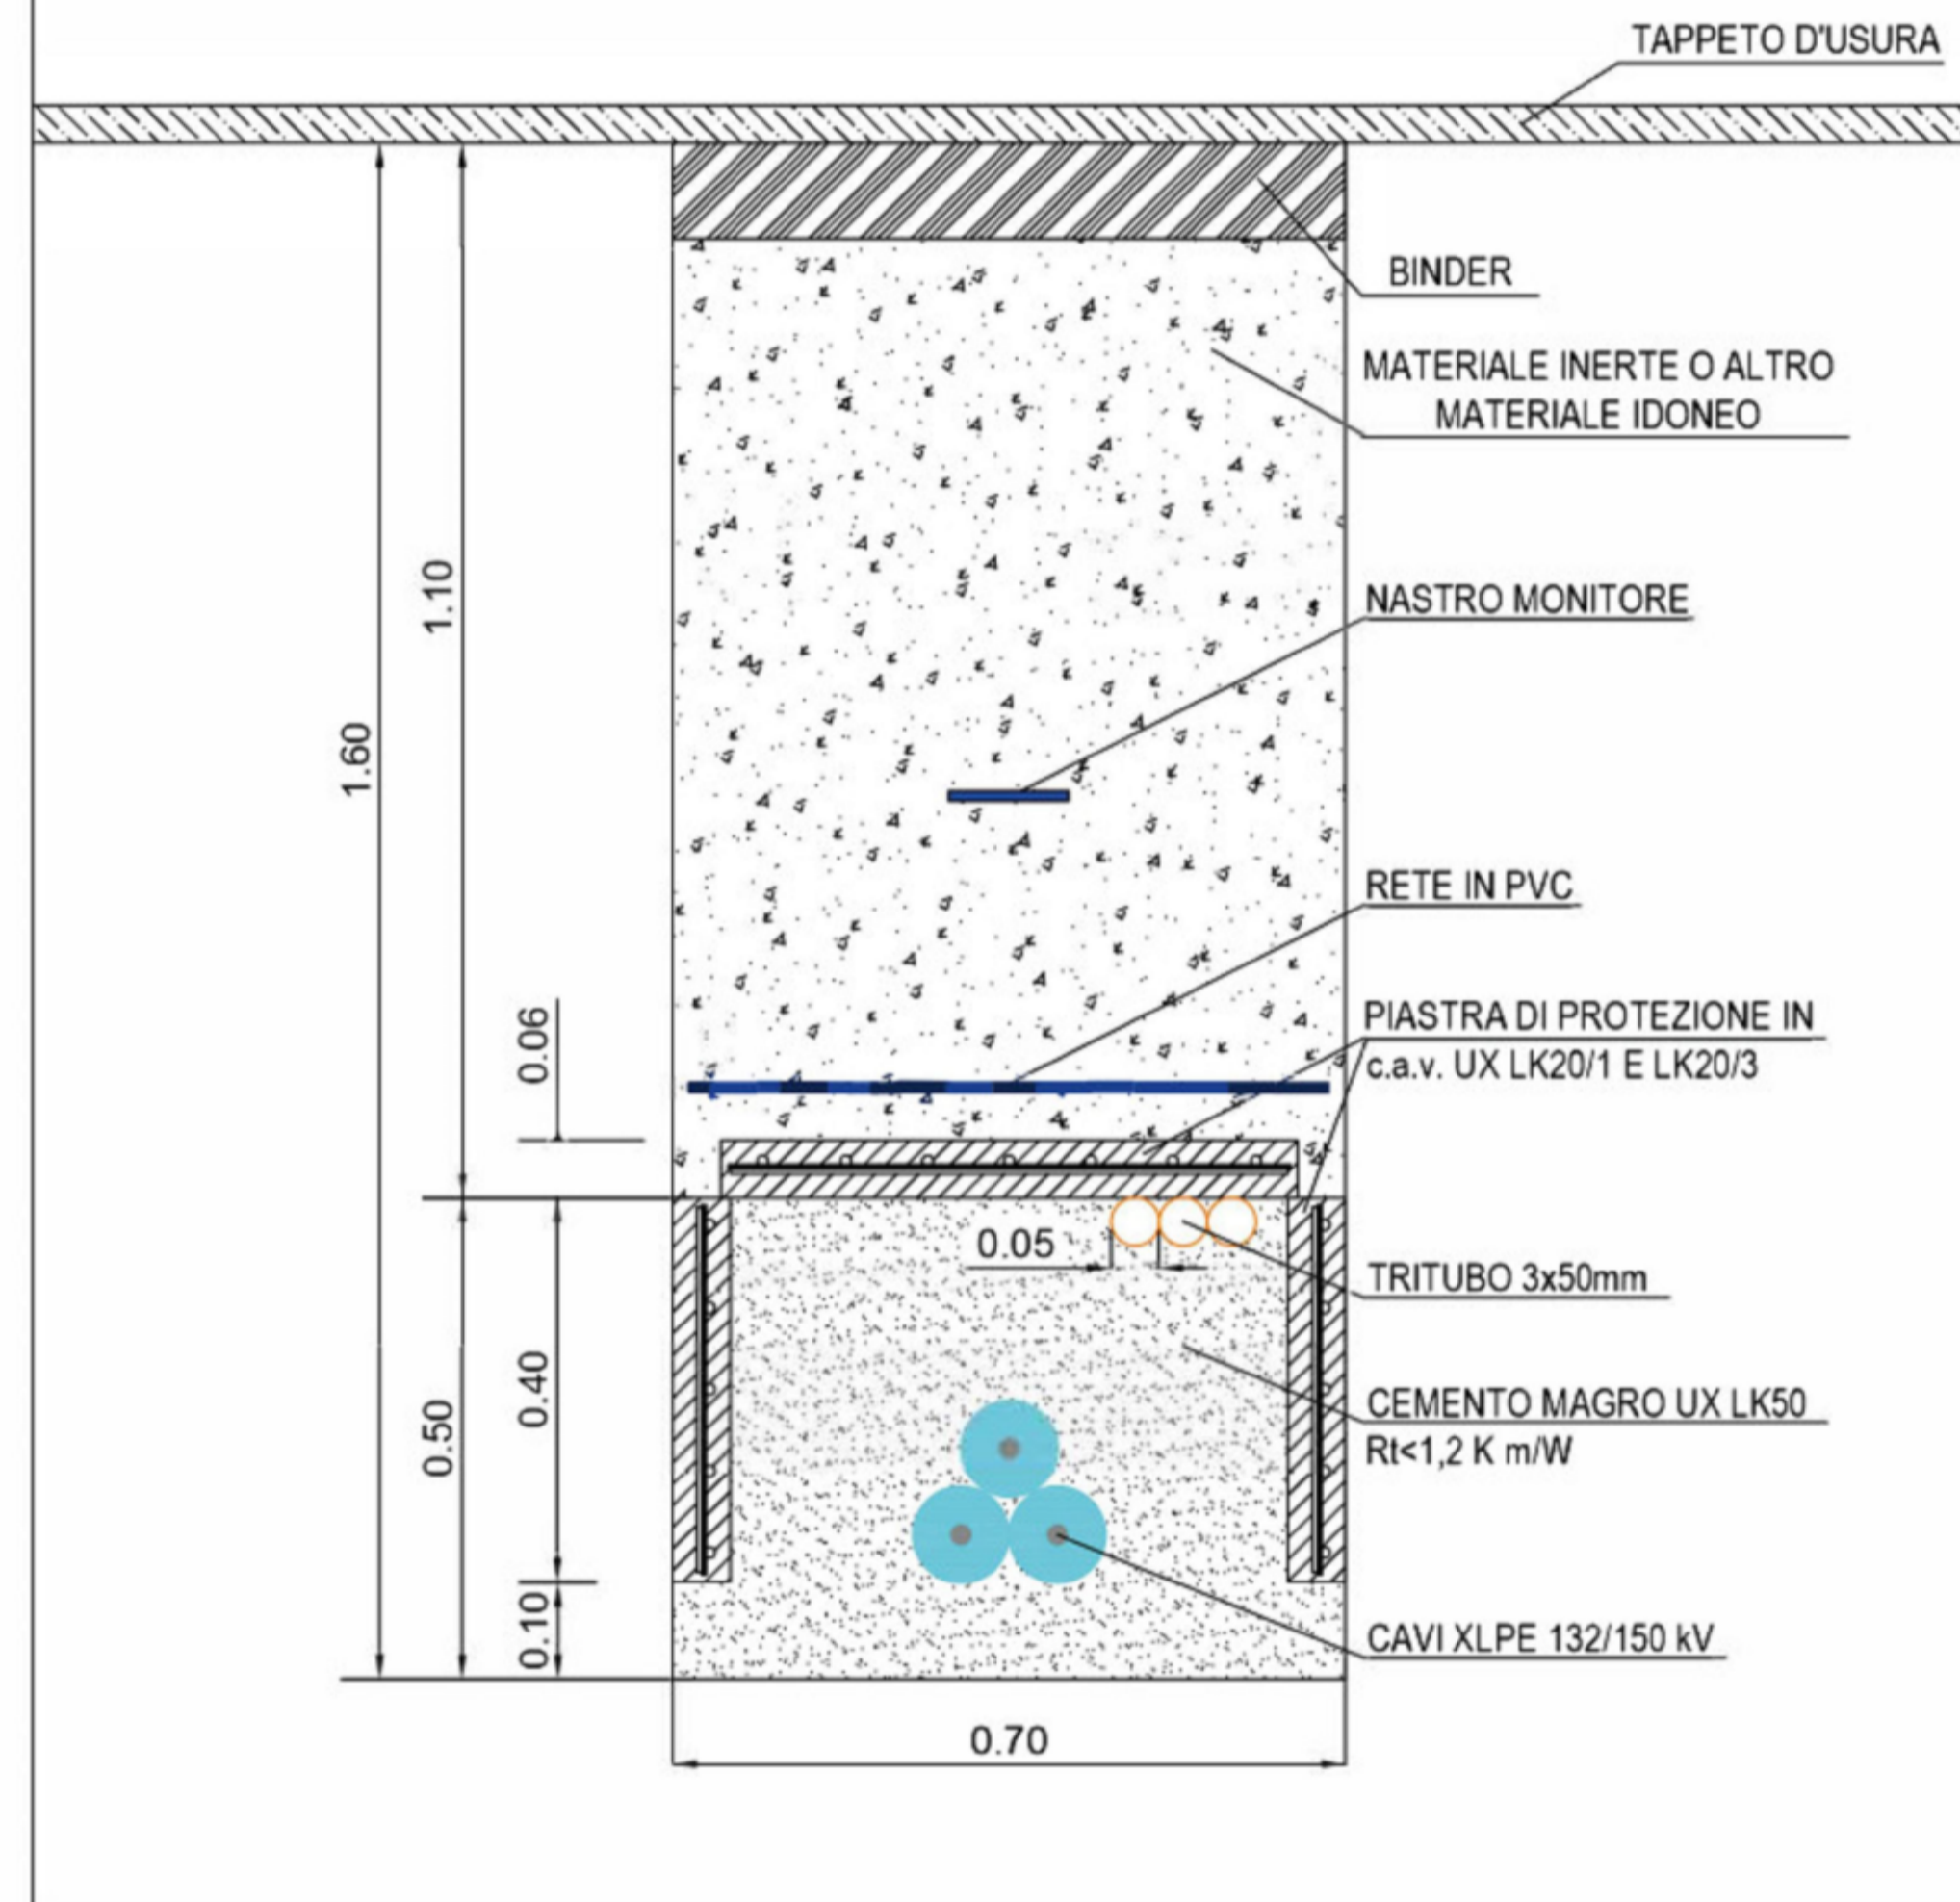 TAPPETO D'USURA
BINDER
MATERIALE INERTE O ALTRO
MATERIALE IDONEO
1.10
NASTRO MONITORE
1.60
RETE IN PVC
0.06
PIASTRA DI PROTEZIONE IN
c.a.v. UX LK20/1 E LK20/3
0.05
TRITUBO 3x50mm
0.40
0.50
CEMENTO MAGRO UX LK50
Rt<1,2 K m/W
0.10
CAVI XLPE 132/150 kV
0.70